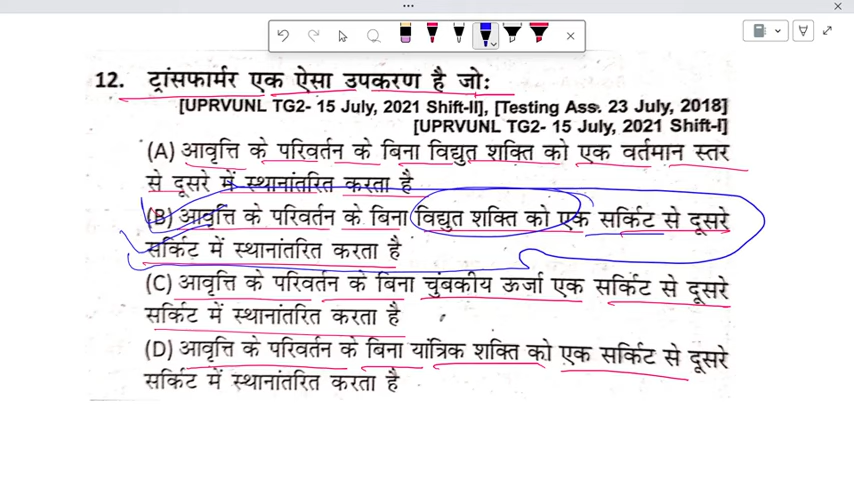 12. ट्रांसफार्मर एक ऐसा उपकरण है जो:
[UPRVUNL TG2- 15 July, 2021 Shift-II], [Testing Ass. 23 July, 2018]
[UPRVUNL TG2- 15 July, 2021 Shift-I]
(A) आवृत्ति के परिवर्तन के बिना विद्युत शक्ति को एक वर्तमान स्तर
से दूसरे में स्थानांतरित करता है
(B) आवृत्ति के परिवर्तन के बिना विद्युत शक्ति को एक सर्किट से दूसरे
सर्किट में स्थानांतरित करता है
(C) आवृत्ति के परिवर्तन के बिना चुंबकीय ऊर्जा एक सर्किट से दूसरे
सर्किट में स्थानांतरित करता है
(D) आवृत्ति के परिवर्तन के बिना यांत्रिक शक्ति को एक सर्किट से दूसरे
सर्किट में स्थानांतरित करता है